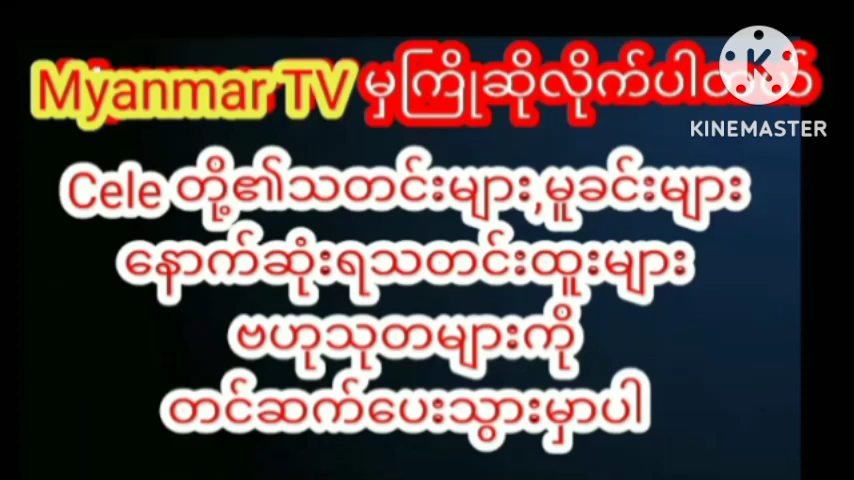 Myanmar TV မှကြိုဆိုလိုက်ပါတယ်
KINEMASTER
Cele တို့၏သတင်းများ,မူခင်းများ
နောက်ဆုံးရသတင်းထူးများ
ဗဟုသုတများကို
တင်ဆက်ပေးသွားမှာပါ